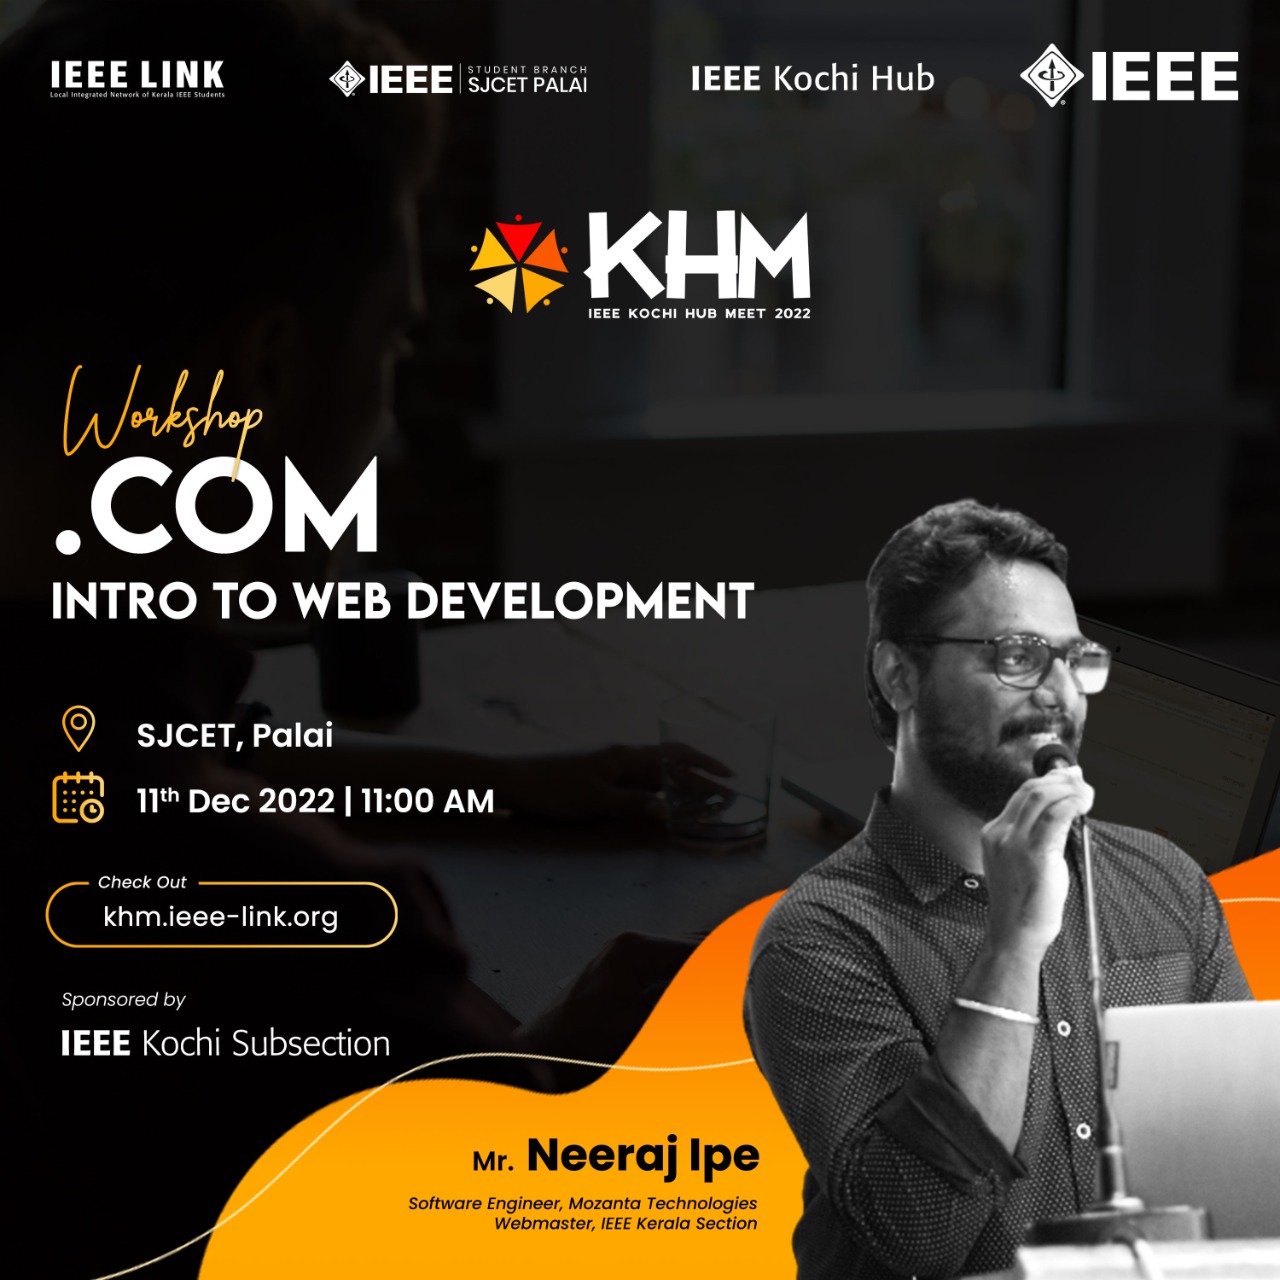 IEEE LINK
Local Integrated Network of Kerala IEEE Students
IEEE STUDENT BRANCH
SJCET PALAI
IEEE Kochi Hub
IEEE
KHM
IEEE KOCHI HUB MEET 2022
Workshop
.COM
INTRO TO WEB DEVELOPMENT
SJCET, Palai
11th Dec 2022 | 11:00 AM
Check Out
khm.ieee-link.org
Sponsored by
IEEE Kochi Subsection
Mr. Neeraj Ipe
Software Engineer, Mozanta Technologies
Webmaster, IEEE Kerala Section